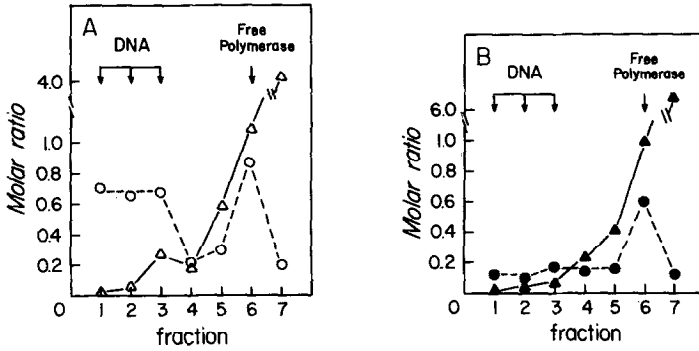 A
DNA
Free
Polymerase
Molar ratio
4.0
1.0
0.8
0.6
0.4
0.2
0
1 2 3 4 5 6 7
fraction
B
DNA
Free
Polymerase
Molar ratio
6.0
1.0
0.8
0.6
0.4
0.2
0
1 2 3 4 5 6 7
fraction